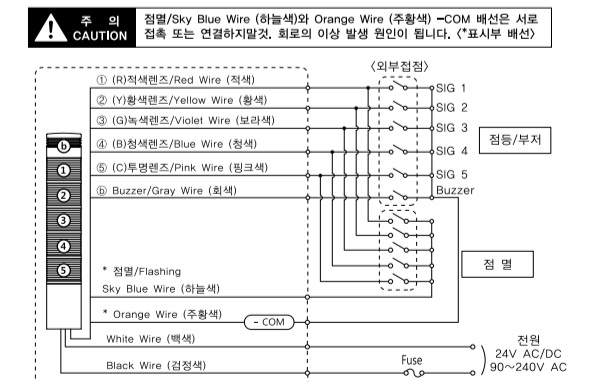 주 의
CAUTION
점멸/Sky Blue Wire (하늘색)와 Orange Wire (주황색) -COM 배선은 서로
접촉 또는 연결하지말것. 회로의 이상 발생 원인이 됩니다. <*표시부 배선>
<외부접점>
① (R)적색렌즈/Red Wire (적색)
SIG 1
② (Y)황색렌즈/Yellow Wire (황색)
SIG 2
③ (G)녹색렌즈/Violet Wire (보라색)
SIG 3
④ (B)청색렌즈/Blue Wire (청색)
SIG 4
점등/부저
⑤ (C)투명렌즈/Pink Wire (핑크색)
SIG 5
ⓑ Buzzer/Gray Wire (회색)
Buzzer
b
1
2
3
4
5
점 멸
* 점멸/Flashing
Sky Blue Wire (하늘색)
* Orange Wire (주황색)
- COM
White Wire (백색)
전원
24V AC/DC
90~240V AC
Black Wire (검정색)
Fuse